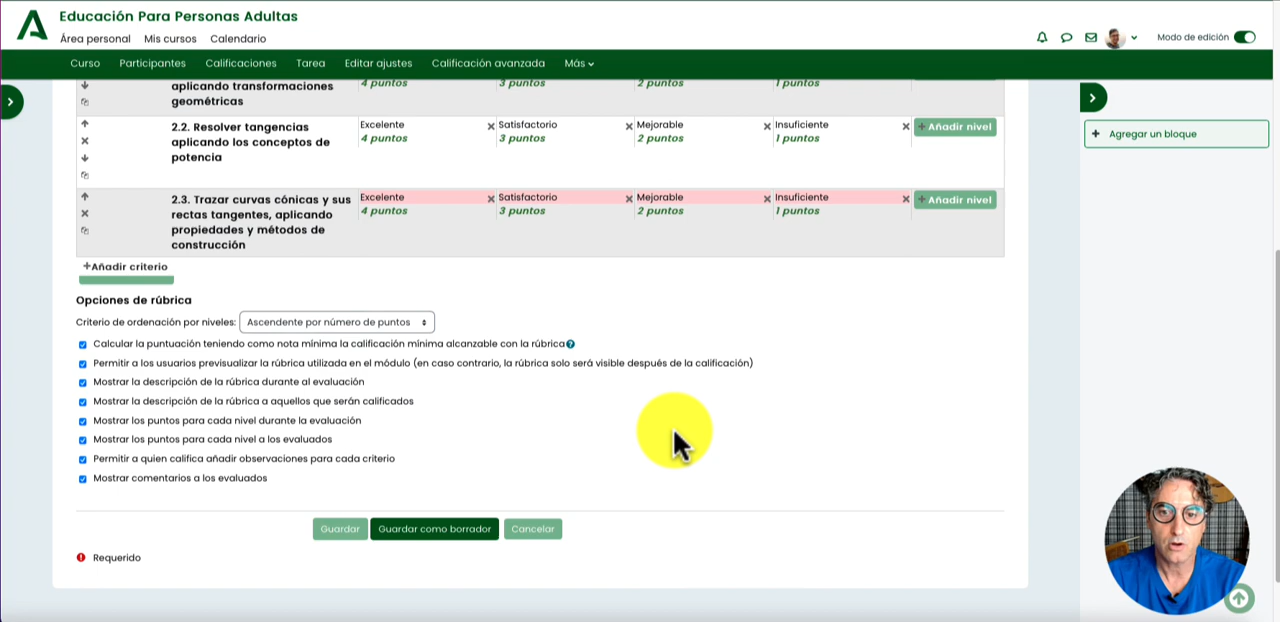 Educación Para Personas Adultas
Área personal Mis cursos Calendario
Modo de edición
Curso Participantes Calificaciones Tarea Editar ajustes Calificación avanzada Más
aplicando transformaciones
geométricas
4 puntos 3 puntos 2 puntos 1 puntos
2.2. Resolver tangencias
aplicando los conceptos de
potencia
Excelente Satisfactorio Mejorable Insuficiente
4 puntos 3 puntos 2 puntos 1 puntos
+ Añadir nivel
2.3. Trazar curvas cónicas y sus
rectas tangentes, aplicando
propiedades y métodos de
construcción
Excelente Satisfactorio Mejorable Insuficiente
4 puntos 3 puntos 2 puntos 1 puntos
+ Añadir nivel
+Añadir criterio
Opciones de rúbrica
Criterio de ordenación por niveles: Ascendente por número de puntos
Calcular la puntuación teniendo como nota mínima la calificación mínima alcanzable con la rúbrica
Permitir a los usuarios previsualizar la rúbrica utilizada en el módulo (en caso contrario, la rúbrica solo será visible después de la calificación)
Mostrar la descripción de la rúbrica durante al evaluación
Mostrar la descripción de la rúbrica a aquellos que serán calificados
Mostrar los puntos para cada nivel durante la evaluación
Mostrar los puntos para cada nivel a los evaluados
Permitir a quien califica añadir observaciones para cada criterio
Mostrar comentarios a los evaluados
Guardar Guardar como borrador Cancelar
Requerido
+ Agregar un bloque